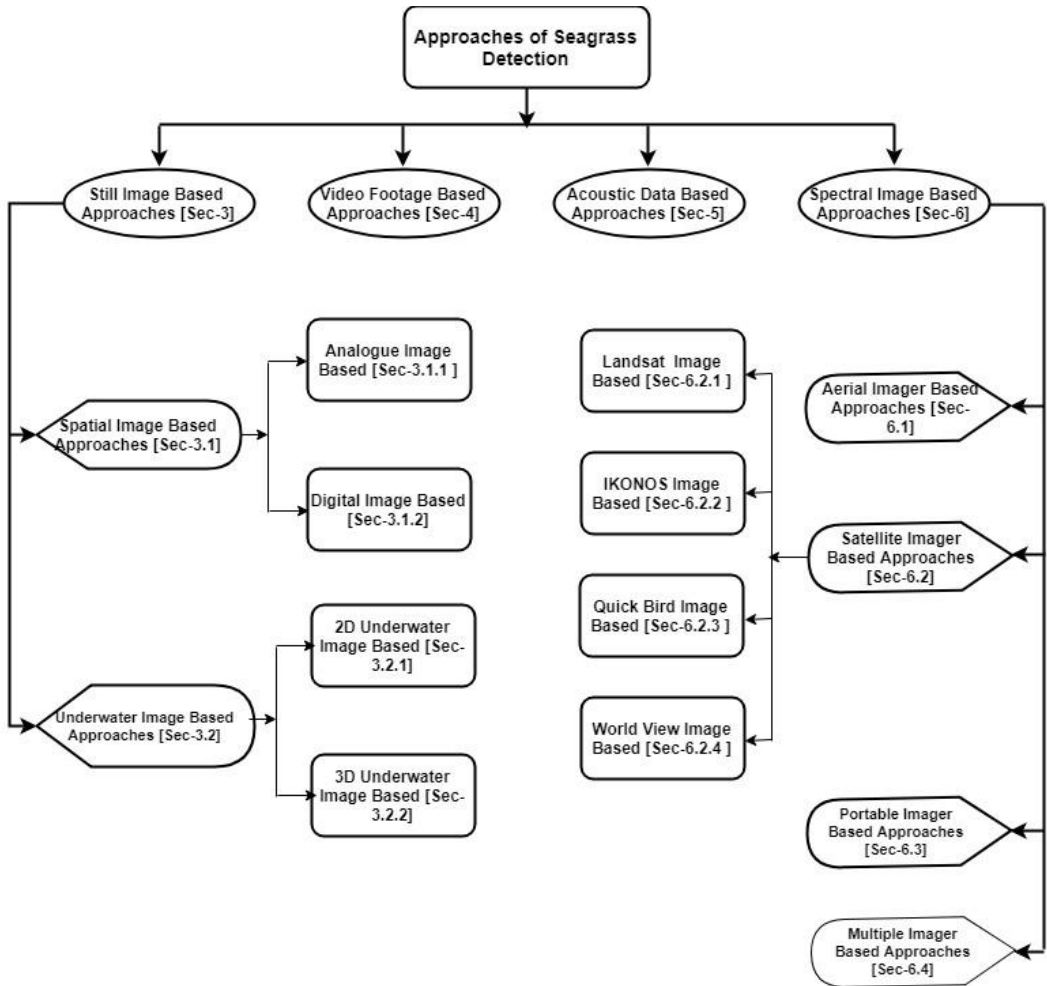 Approaches of Seagrass
Detection
Still Image Based
Approaches [Sec-3]
Video Footage Based
Approaches [Sec-4]
Acoustic Data Based
Approaches [Sec-5]
Spectral Image Based
Approaches [Sec-6]
Spatial Image Based
Approaches [Sec-3.1]
Analogue Image
Based [Sec-3.1.1 ]
Digital Image Based
[Sec-3.1.2]
Underwater Image Based
Approaches [Sec-3.2]
2D Underwater
Image Based [Sec-
3.2.1]
3D Underwater
Image Based [Sec-
3.2.2]
Landsat Image
Based [Sec-6.2.1 ]
IKONOS Image
Based [Sec-6.2.2 ]
Quick Bird Image
Based [Sec-6.2.3 ]
World View Image
Based [Sec-6.2.4 ]
Aerial Imager Based
Approaches [Sec-
6.1]
Satellite Imager
Based Approaches
[Sec-6.2]
Portable Imager
Based Approaches
[Sec-6.3]
Multiple Imager
Based Approaches
[Sec-6.4]